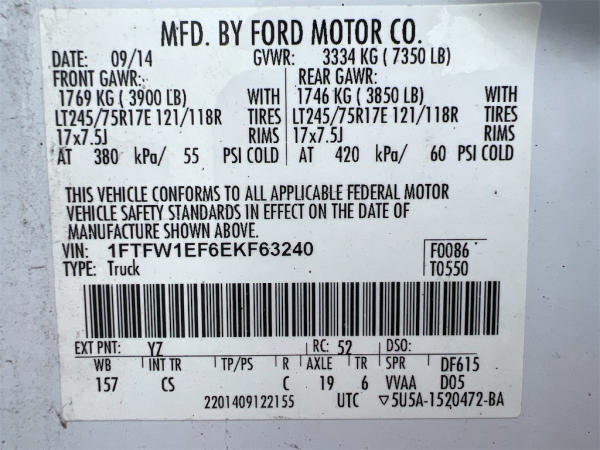 MFD. BY FORD MOTOR CO.
DATE: 09/14 GVWR: 3334 KG ( 7350 LB)
FRONT GAWR: REAR GAWR:
1769 KG ( 3900 LB) WITH 1746 KG ( 3850 LB) WITH
LT245/75R17E 121/118R TIRES LT245/75R17E 121/118R TIRES
17x7.5J RIMS 17x7.5J RIMS
AT 380 kPa/ 55 PSI COLD AT 420 kPa/ 60 PSI COLD
THIS VEHICLE CONFORMS TO ALL APPLICABLE FEDERAL MOTOR
VEHICLE SAFETY STANDARDS IN EFFECT ON THE DATE OF
MANUFACTURE SHOWN ABOVE.
VIN: 1FTFW1EF6EKF63240 F0086
TYPE: Truck T0550
EXT PNT: YZ RC: 52 DSO:
WB INT TR TP/PS R AXLE TR SPR DF615
157 CS C 19 6 VVAA D05
2201409122155 UTC ▽5U5A-1520472-BA